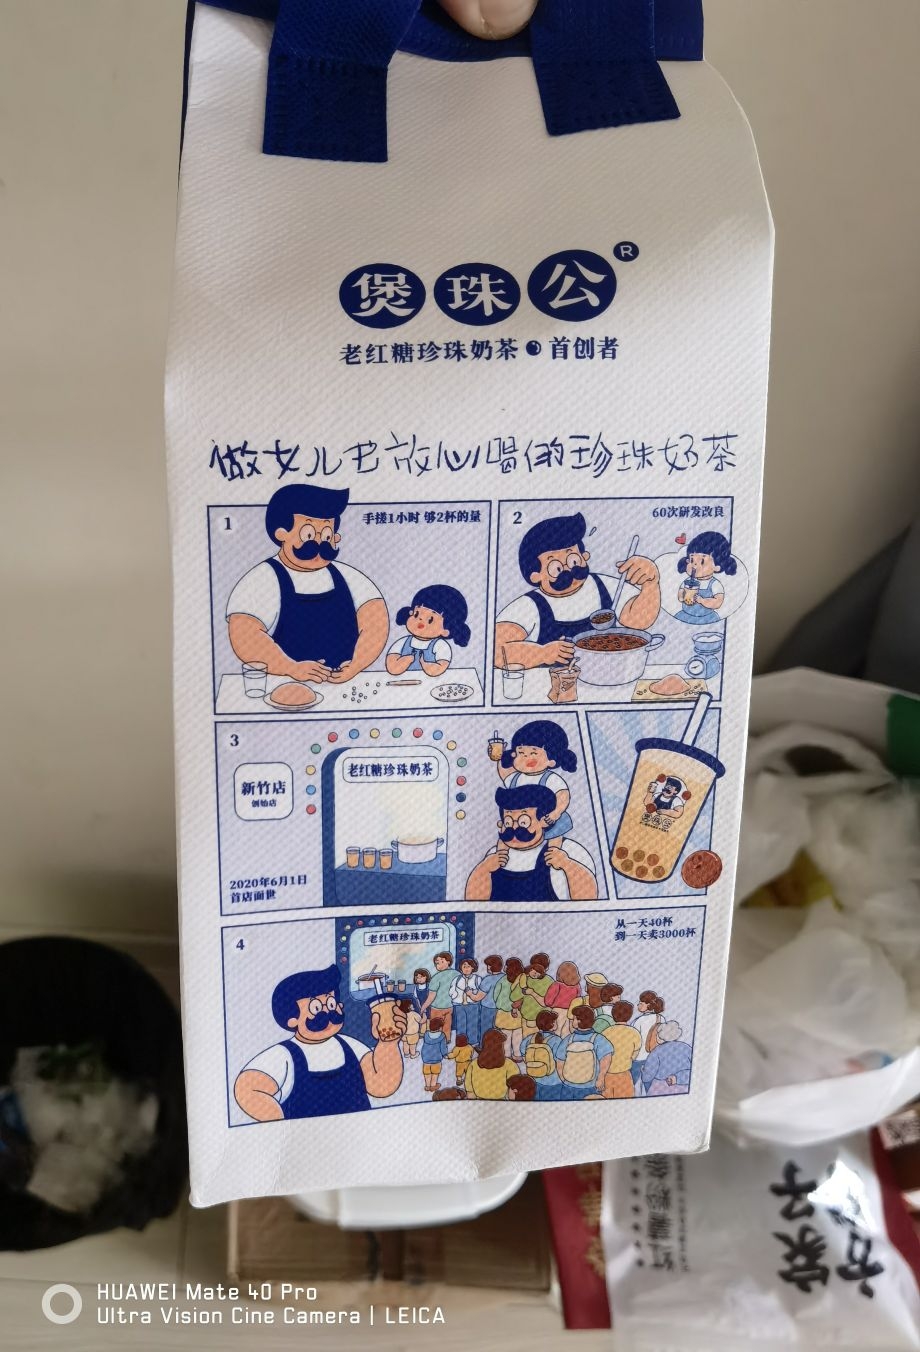 煲珠公®
老红糖珍珠奶茶●首创者
做女儿也放心喝的珍珠奶茶
1
手搓1小时 够2杯的量
2
60次研发改良
3
新竹店
创始店
老红糖珍珠奶茶
2020年6月1日
首店面世
煲珠公
4
老红糖珍珠奶茶
从一天40杯
到一天卖3000杯
HUAWEI Mate 40 Pro
Ultra Vision Cine Camera | LEICA